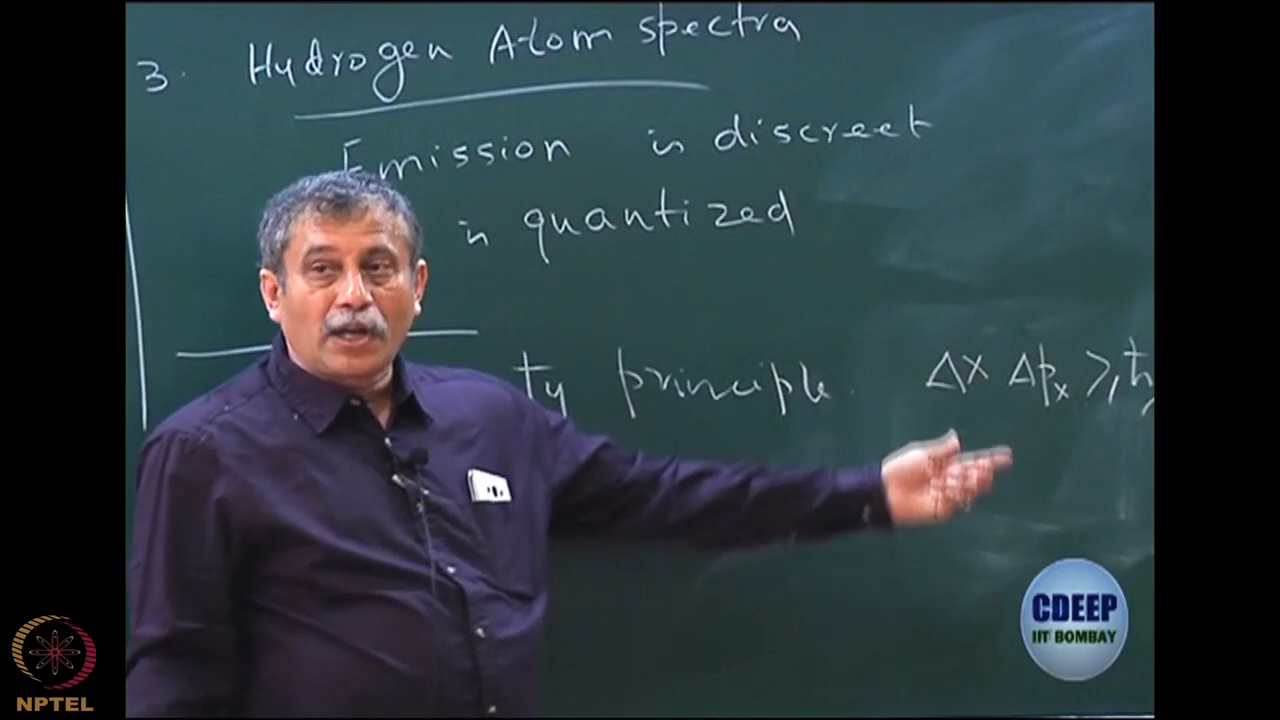 3. Hydrogen Atom spectra
Emission is discreet
is quantized
ty principle Δx Δpₓ ≥ ħ
CDEEP
IIT BOMBAY
NPTEL